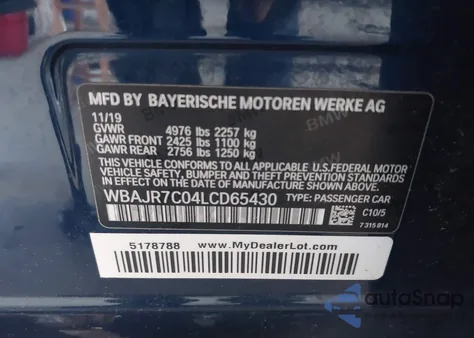 MFD BY BAYERISCHE MOTOREN WERKE AG
11/19
GVWR 4976 lbs 2257 kg
GAWR FRONT 2425 lbs 1100 kg
GAWR REAR 2756 lbs 1250 kg
THIS VEHICLE CONFORMS TO ALL APPLICABLE U.S.FEDERAL MOTOR
VEHICLE SAFETY, BUMPER AND THEFT PREVENTION STANDARDS
IN EFFECT ON THE DATE OF MANUFACTURE SHOWN ABOVE.
WBAJR7C04LCD65430 TYPE: PASSENGER CAR
C10/5
7 315 814
5178788 www.MyDealerLot.com
autoSnap